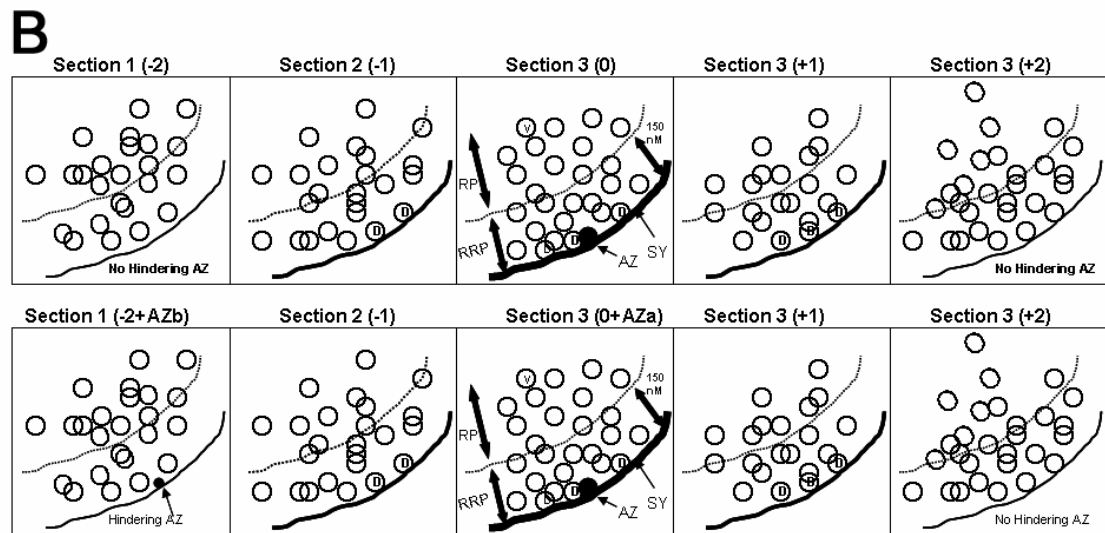 B
Section 1 (-2) Section 2 (-1) Section 3 (0) Section 3 (+1) Section 3 (+2)
V
150
nM
RP
D D D
RRP D D D D
SY
AZ
No Hindering AZ No Hindering AZ
Section 1 (-2+AZb) Section 2 (-1) Section 3 (0+AZa) Section 3 (+1) Section 3 (+2)
V
150
nM
RP
D D D
RRP D D D D
SY
AZ
Hindering AZ No Hindering AZ